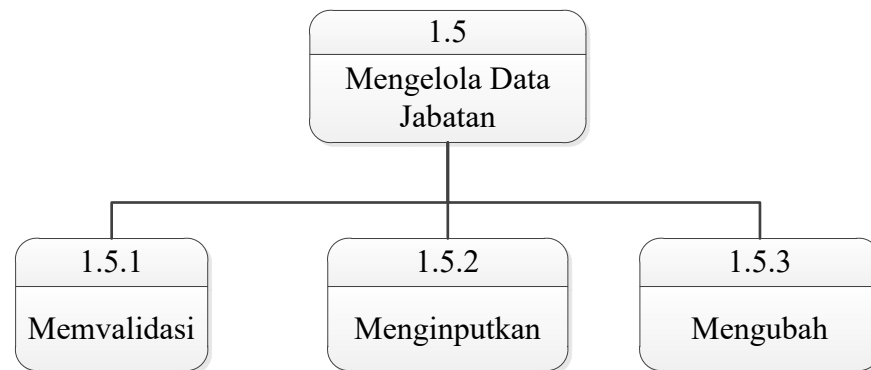 1.5
Mengelola Data
Jabatan
1.5.1
Memvalidasi
1.5.2
Menginputkan
1.5.3
Mengubah